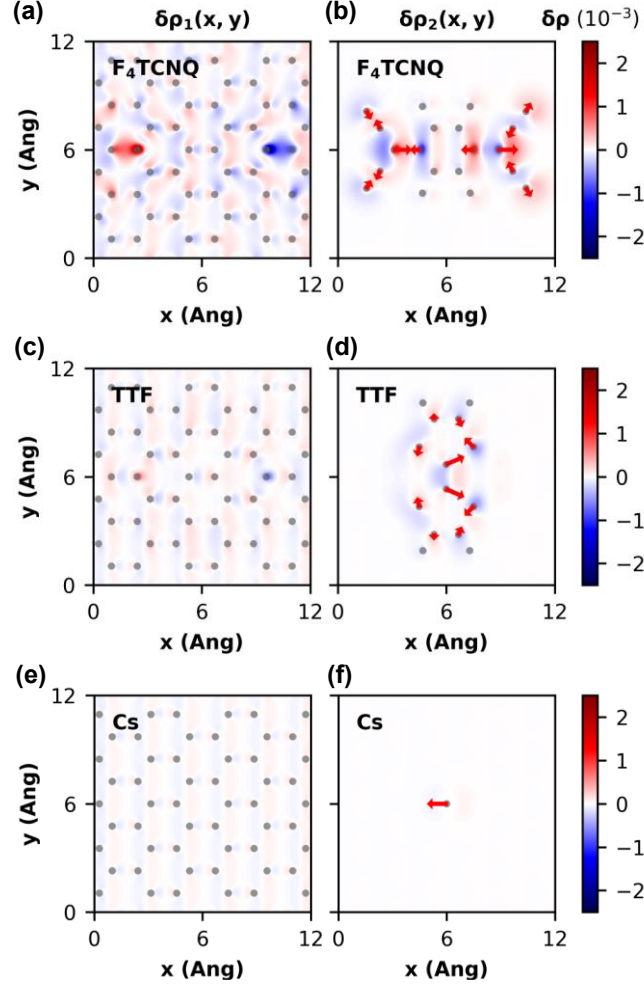 (a) δρ₁(x, y) (b) δρ₂(x, y) δρ (10⁻³)
12
F₄TCNQ F₄TCNQ
y (Ang)
6
0
0 6 12 0 6 12
x (Ang) x (Ang)
2
1
0
−1
−2
(c) (d)
12
TTF TTF
y (Ang)
6
0
0 6 12 0 6 12
x (Ang) x (Ang)
2
1
0
−1
−2
(e) (f)
12
Cs Cs
y (Ang)
6
0
0 6 12 0 6 12
x (Ang) x (Ang)
2
1
0
−1
−2